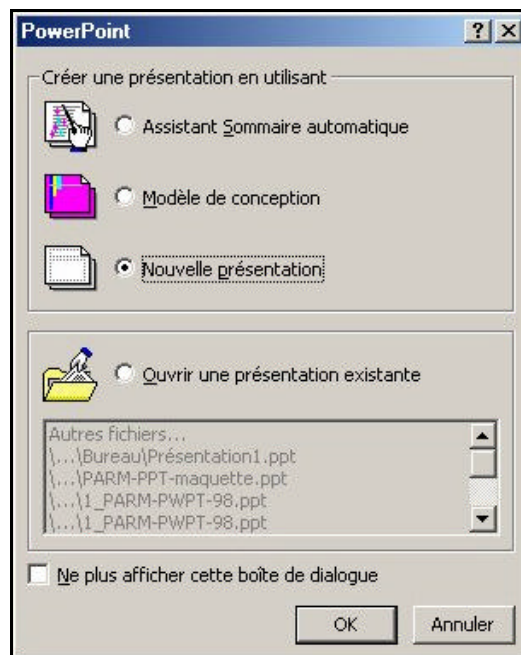 PowerPoint
Créer une présentation en utilisant
Assistant Sommaire automatique
Modèle de conception
Nouvelle présentation
Ouvrir une présentation existante
Autres fichiers...
\...\Bureau\Présentation1.ppt
\...\PARM-PPT-maquette.ppt
\...\1_PARM-PWPT-98.ppt
\...\1_PARM-PWPT-98.ppt
Ne plus afficher cette boîte de dialogue
OK Annuler